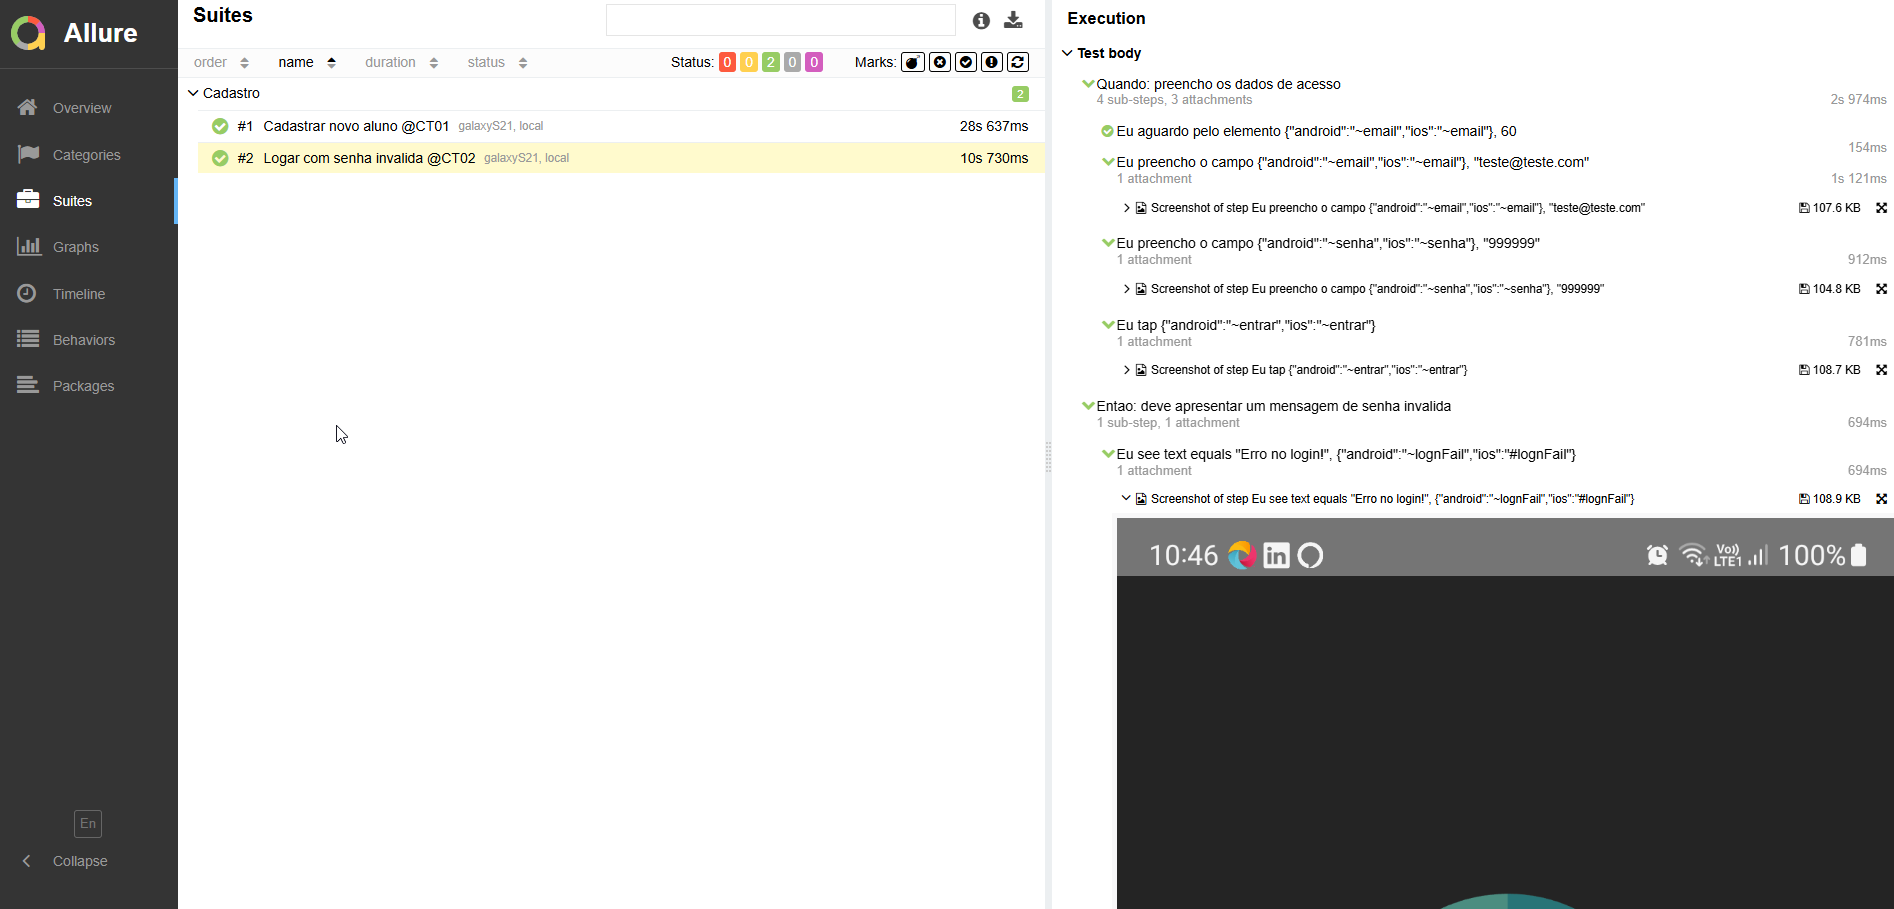 Allure
Overview
Categories
Suites
Graphs
Timeline
Behaviors
Packages
En
Collapse
Suites
order name duration status Status: 0 0 2 0 0 Marks:
Cadastro 2
#1 Cadastrar novo aluno @CT01 galaxyS21, local 28s 637ms
#2 Logar com senha invalida @CT02 galaxyS21, local 10s 730ms
Execution
Test body
Quando: preencho os dados de acesso
4 sub-steps, 3 attachments 2s 974ms
Eu aguardo pelo elemento {"android":"~email","ios":"~email"}, 60
154ms
Eu preencho o campo {"android":"~email","ios":"~email"}, "teste@teste.com"
1 attachment 1s 121ms
Screenshot of step Eu preencho o campo {"android":"~email","ios":"~email"}, "teste@teste.com" 107.6 KB
Eu preencho o campo {"android":"~senha","ios":"~senha"}, "999999"
1 attachment 912ms
Screenshot of step Eu preencho o campo {"android":"~senha","ios":"~senha"}, "999999" 104.8 KB
Eu tap {"android":"~entrar","ios":"~entrar"}
1 attachment 781ms
Screenshot of step Eu tap {"android":"~entrar","ios":"~entrar"} 108.7 KB
Entao: deve apresentar um mensagem de senha invalida
1 sub-step, 1 attachment 694ms
Eu see text equals "Erro no login!", {"android":"~lognFail","ios":"#lognFail"}
1 attachment 694ms
Screenshot of step Eu see text equals "Erro no login!", {"android":"~lognFail","ios":"#lognFail"} 108.9 KB
10:46 in Vo)) LTE1 100%